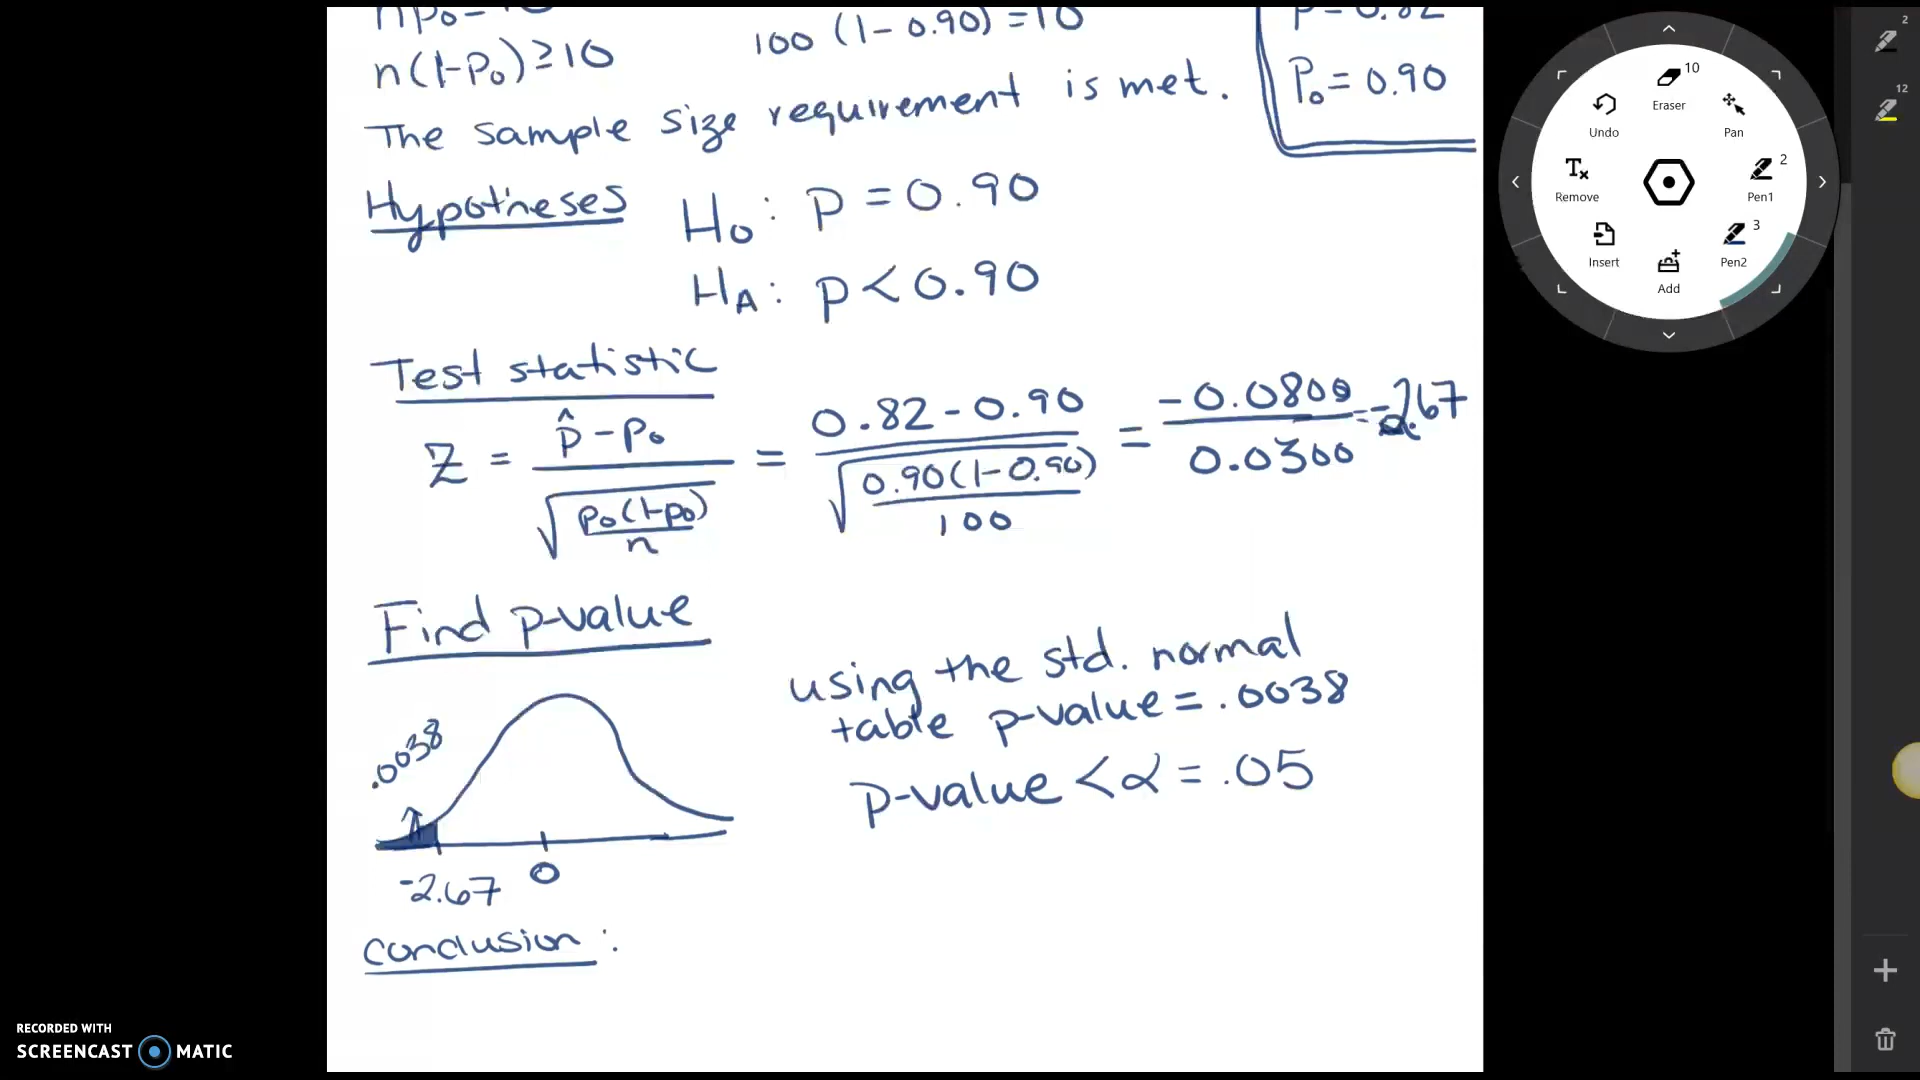 100 (1-0.90) = 10
n(1-P₀) ≥ 10
P₀ = 0.90
The sample size requirement is met.
Hypotheses H₀: p = 0.90
H_A: p < 0.90
Test statistic
Z = (p̂ - p₀) / √(p₀(1-p₀)/n) = (0.82 - 0.90) / √(0.90(1-0.90)/100) = -0.0800 / 0.0300 = -2.67
Find p-value
using the std. normal
table p-value = .0038
.0038
p-value < α = .05
-2.67 0
Conclusion:
10
Eraser
Undo
Pan
2
Pen1
Tx
Remove
3
Pen2
Insert
Add
2
12
RECORDED WITH
SCREENCAST MATIC